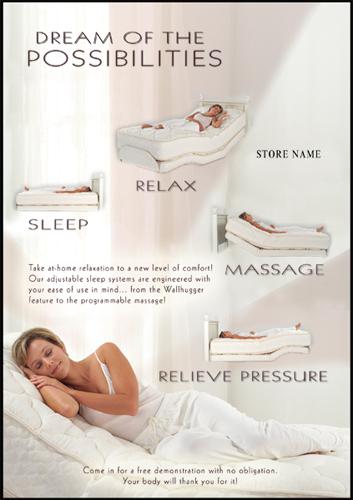 DREAM OF THE
POSSIBILITIES
STORE NAME
RELAX
SLEEP
MASSAGE
Take at-home relaxation to a new level of comfort!
Our adjustable sleep systems are engineered with
your ease of use in mind... from the Wallhugger
feature to the programmable massage!
RELIEVE PRESSURE
Come in for a free demonstration with no obligation.
Your body will thank you for it!